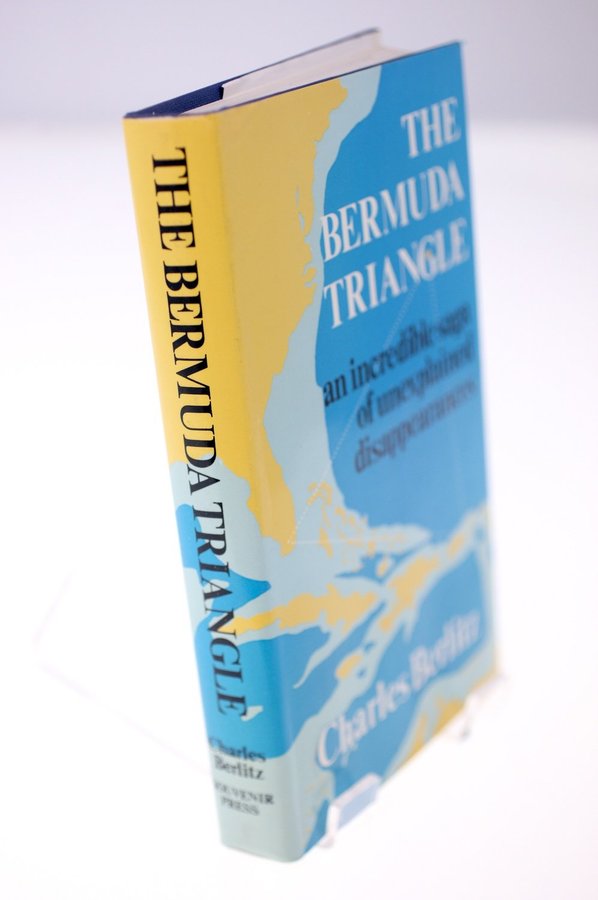 THE BERMUDA TRIANGLE
Charles
Berlitz
SOUVENIR
PRESS
THE
BERMUDA
TRIANGLE
an incredible saga
of unexplained
disappearances
Charles Berlitz